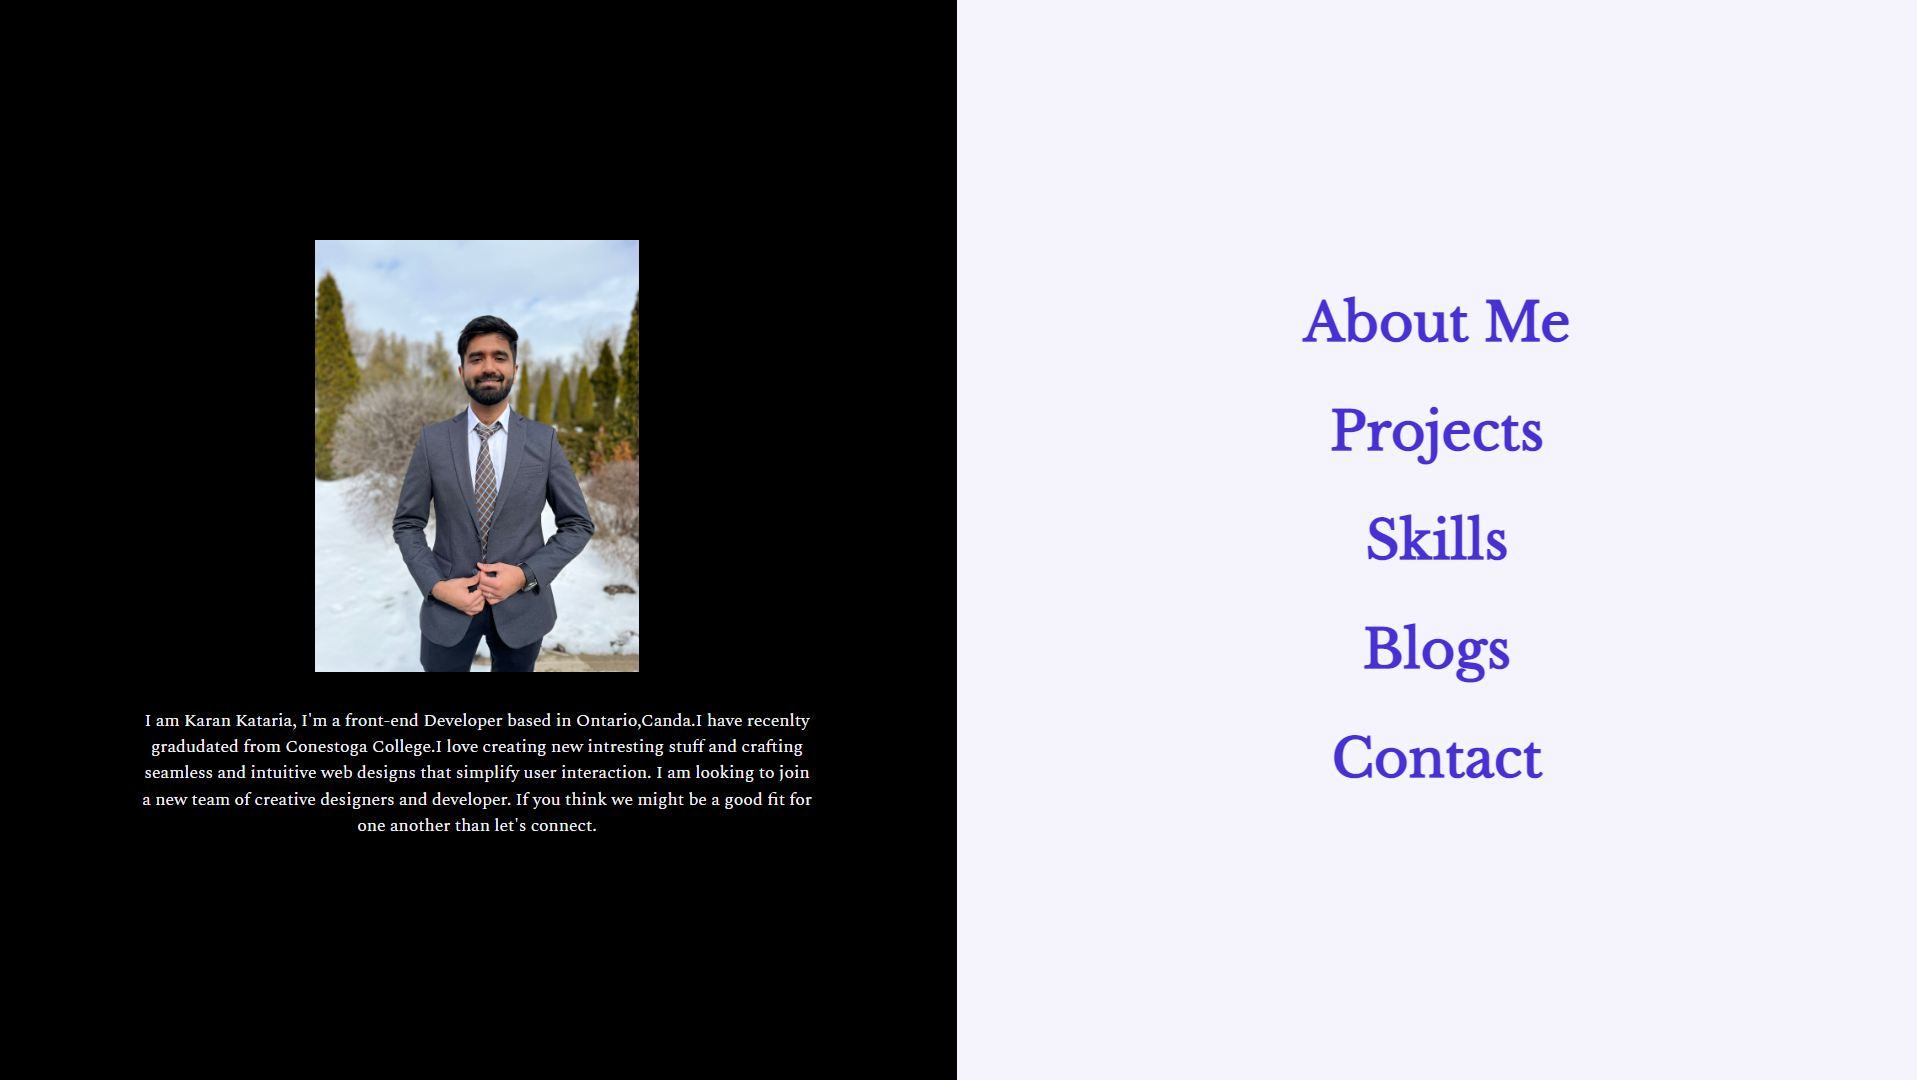 I am Karan Kataria, I'm a front-end Developer based in Ontario,Canda.I have recenlty
gradudated from Conestoga College.I love creating new intresting stuff and crafting
seamless and intuitive web designs that simplify user interaction. I am looking to join
a new team of creative designers and developer. If you think we might be a good fit for
one another than let's connect.
About Me
Projects
Skills
Blogs
Contact